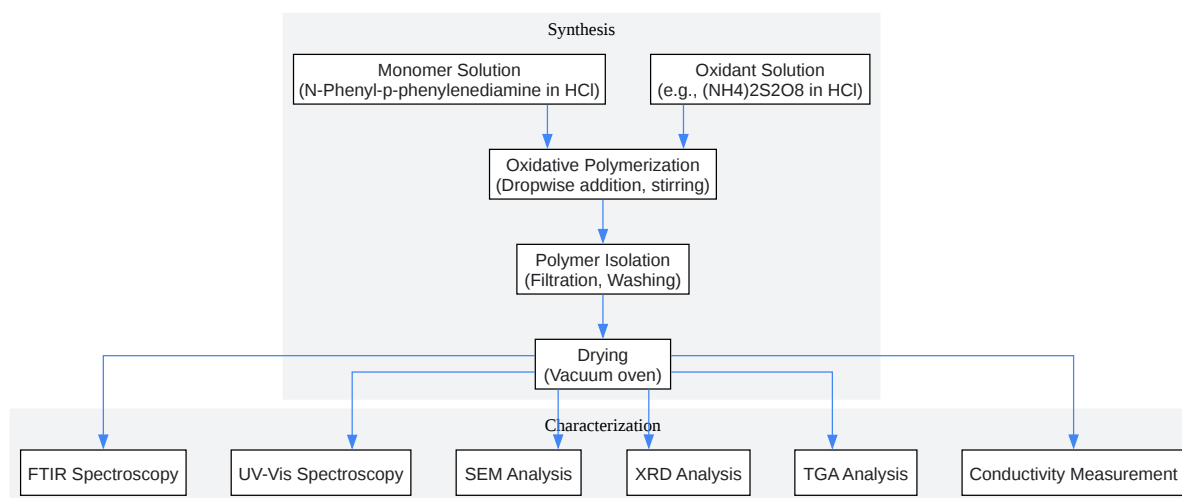 Synthesis
Monomer Solution
(N-Phenyl-p-phenylenediamine in HCl)
Oxidant Solution
(e.g., (NH4)2S2O8 in HCl)
Oxidative Polymerization
(Dropwise addition, stirring)
Polymer Isolation
(Filtration, Washing)
Drying
(Vacuum oven)
Characterization
FTIR Spectroscopy
UV-Vis Spectroscopy
SEM Analysis
XRD Analysis
TGA Analysis
Conductivity Measurement